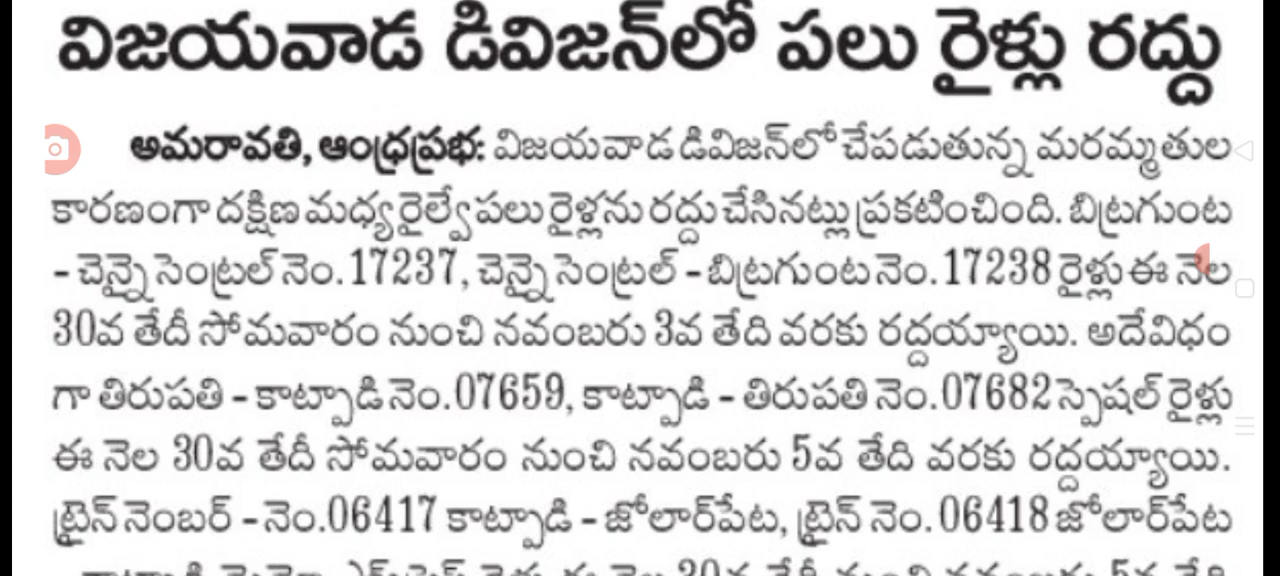 విజయవాడ డివిజన్‌లో పలు రైళ్లు రద్దు
అమరావతి, ఆంధ్రప్రభ: విజయవాడ డివిజన్‌లో చేపడుతున్న మరమ్మతుల
కారణంగా దక్షిణ మధ్య రైల్వే పలు రైళ్లను రద్దు చేసినట్లు ప్రకటించింది. బిట్రగుంట
- చెన్నై సెంట్రల్ నెం.17237, చెన్నై సెంట్రల్ - బిట్రగుంట నెం.17238 రైళ్లు ఈ నెల
30వ తేదీ సోమవారం నుంచి నవంబరు 3వ తేది వరకు రద్దయ్యాయి. అదేవిధం
గా తిరుపతి - కాట్పాడి నెం.07659, కాట్పాడి - తిరుపతి నెం.07682 స్పెషల్ రైళ్లు
ఈ నెల 30వ తేదీ సోమవారం నుంచి నవంబరు 5వ తేది వరకు రద్దయ్యాయి.
ట్రైన్ నెంబర్ - నెం.06417 కాట్పాడి - జోలార్‌పేట, ట్రైన్ నెం.06418 జోలార్‌పేట